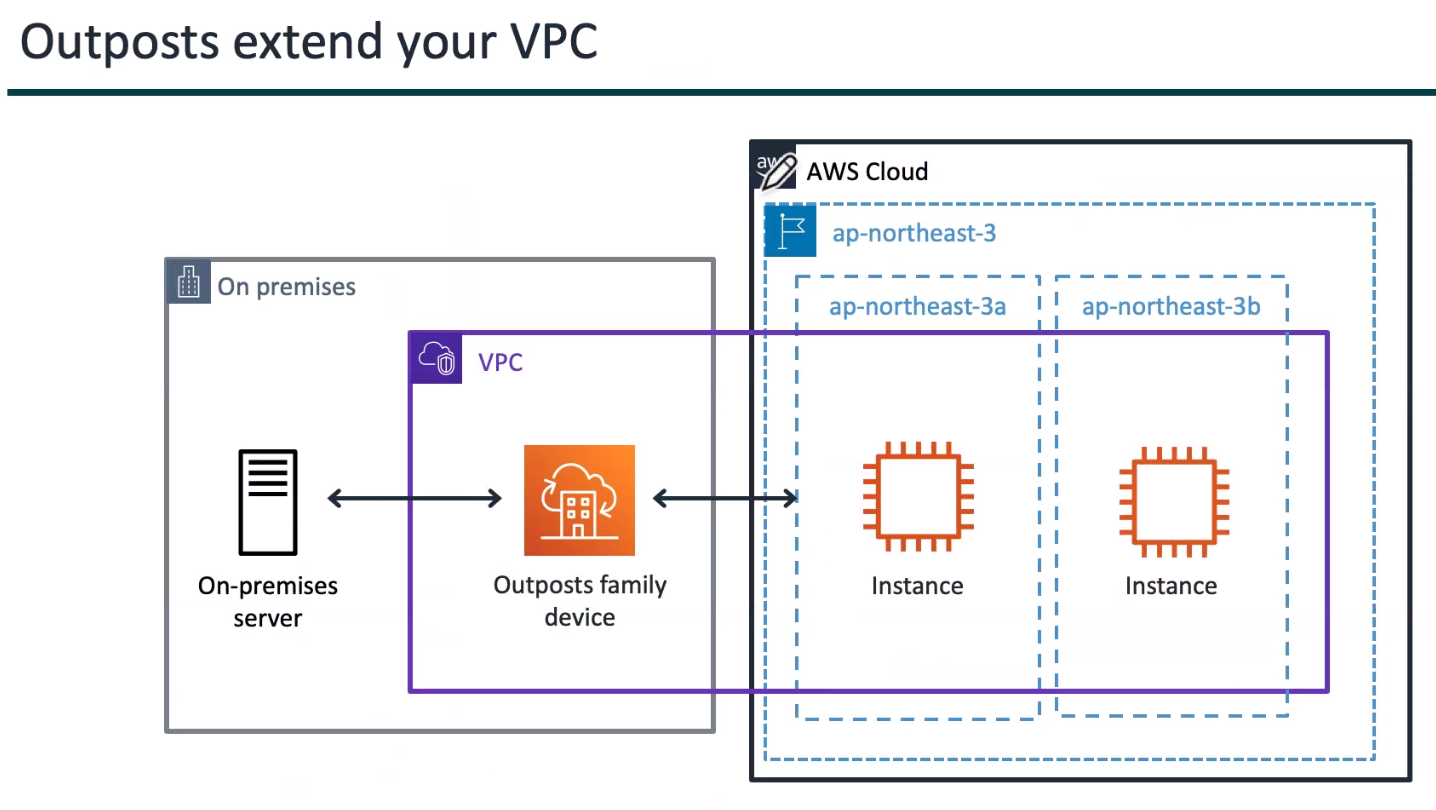 Outposts extend your VPC
aw
AWS Cloud
ap-northeast-3
On premises
ap-northeast-3a
ap-northeast-3b
VPC
On-premises
server
Outposts family
device
Instance
Instance